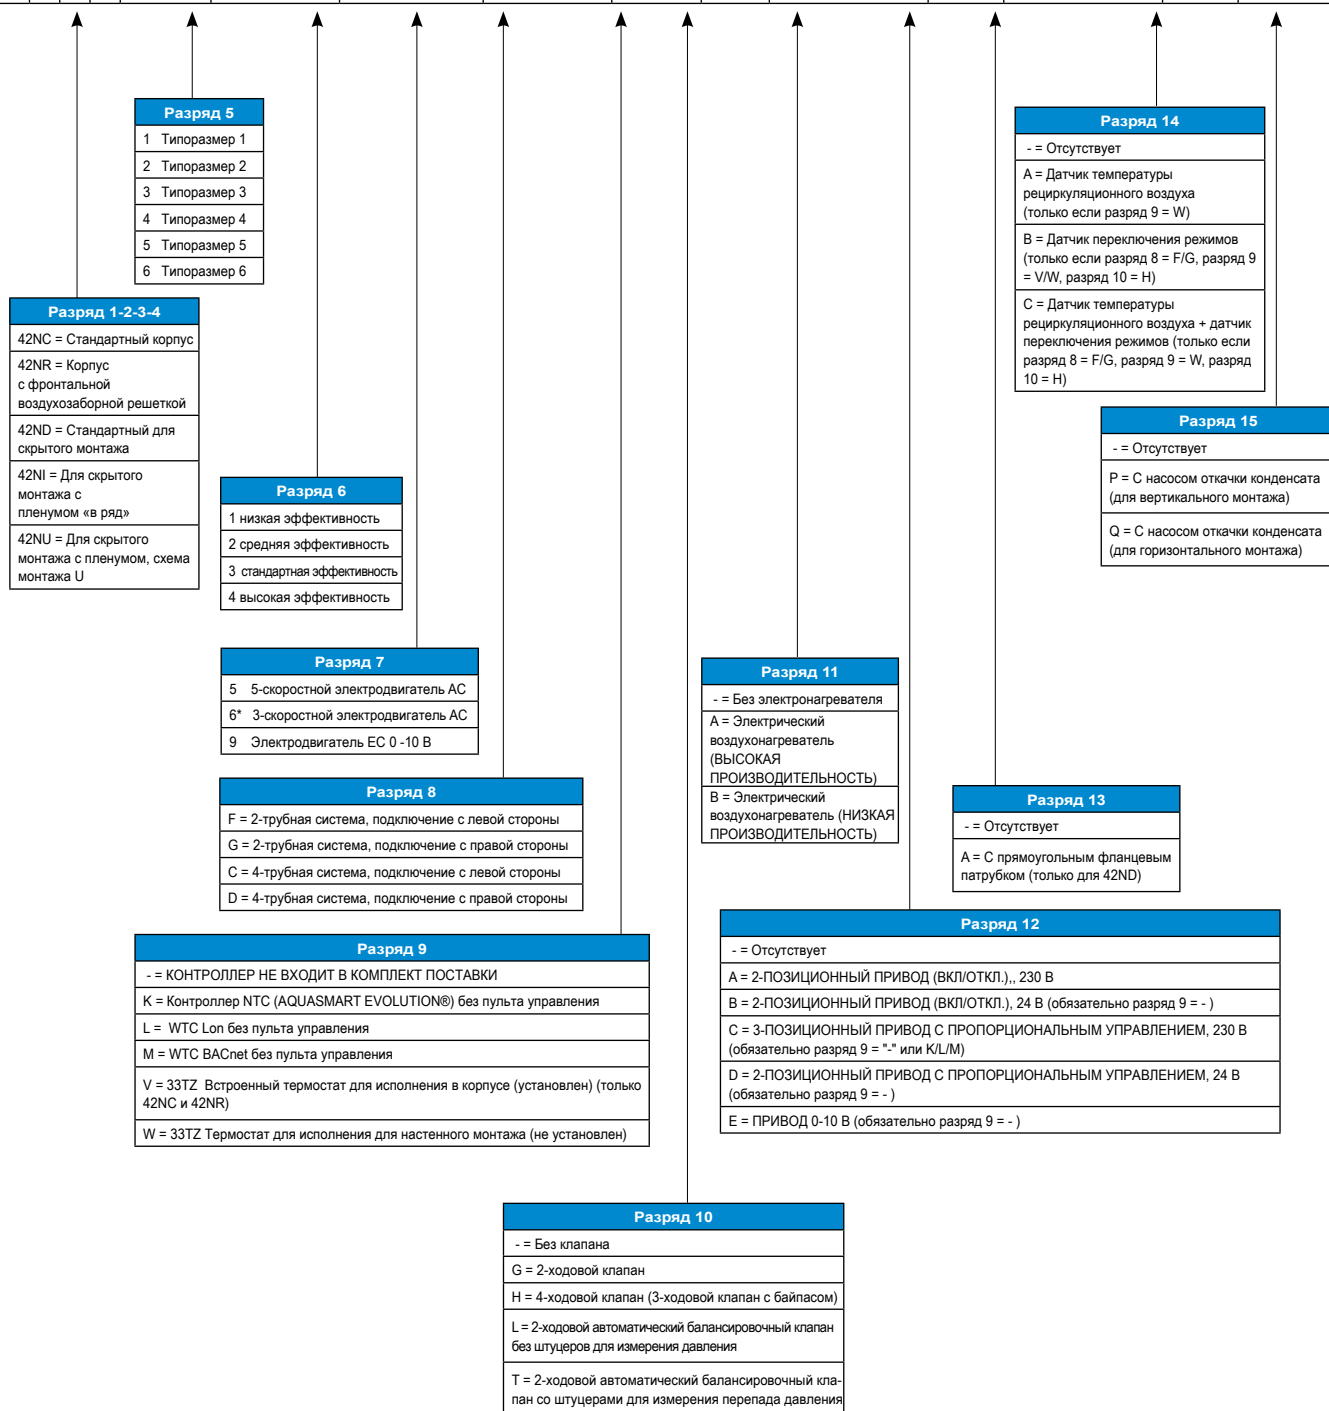 Разряд 5
1 Типоразмер 1
2 Типоразмер 2
3 Типоразмер 3
4 Типоразмер 4
5 Типоразмер 5
6 Типоразмер 6
Разряд 14
- = Отсутствует
A = Датчик температуры
рециркуляционного воздуха
(только если разряд 9 = W)
B = Датчик переключения режимов
(только если разряд 8 = F/G, разряд 9
= V/W, разряд 10 = H)
C = Датчик температуры
рециркуляционного воздуха + датчик
переключения режимов (только если
разряд 8 = F/G, разряд 9 = W, разряд
10 = H)
Разряд 1-2-3-4
42NC = Стандартный корпус
42NR = Корпус
с фронтальной
воздухозаборной решеткой
42ND = Стандартный для
скрытого монтажа
42NI = Для скрытого
монтажа с
пленумом «в ряд»
42NU = Для скрытого
монтажа с пленумом, схема
монтажа U
Разряд 15
- = Отсутствует
P = С насосом откачки конденсата
(для вертикального монтажа)
Q = С насосом откачки конденсата
(для горизонтального монтажа)
Разряд 6
1 низкая эффективность
2 средняя эффективность
3 стандартная эффективность
4 высокая эффективность
Разряд 7
5 5-скоростной электродвигатель AC
6* 3-скоростной электродвигатель AC
9 Электродвигатель EC 0 -10 В
Разряд 11
- = Без электронагревателя
A = Электрический
воздухонагреватель
(ВЫСОКАЯ
ПРОИЗВОДИТЕЛЬНОСТЬ)
B = Электрический
воздухонагреватель (НИЗКАЯ
ПРОИЗВОДИТЕЛЬНОСТЬ)
Разряд 8
F = 2-трубная система, подключение с левой стороны
G = 2-трубная система, подключение с правой стороны
C = 4-трубная система, подключение с левой стороны
D = 4-трубная система, подключение с правой стороны
Разряд 13
- = Отсутствует
A = С прямоугольным фланцевым
патрубком (только для 42ND)
Разряд 9
- = КОНТРОЛЛЕР НЕ ВХОДИТ В КОМПЛЕКТ ПОСТАВКИ
K = Контроллер NTC (AQUASMART EVOLUTION®) без пульта управления
L = WTC Lon без пульта управления
M = WTC BACnet без пульта управления
V = 33TZ Встроенный термостат для исполнения в корпусе (установлен) (только
42NC и 42NR)
W = 33TZ Термостат для исполнения для настенного монтажа (не установлен)
Разряд 12
- = Отсутствует
A = 2-ПОЗИЦИОННЫЙ ПРИВОД (ВКЛ/ОТКЛ.),, 230 В
B = 2-ПОЗИЦИОННЫЙ ПРИВОД (ВКЛ/ОТКЛ.), 24 В (обязательно разряд 9 = - )
C = 3-ПОЗИЦИОННЫЙ ПРИВОД С ПРОПОРЦИОНАЛЬНЫМ УПРАВЛЕНИЕМ, 230 В
(обязательно разряд 9 = "-" или K/L/M)
D = 2-ПОЗИЦИОННЫЙ ПРИВОД С ПРОПОРЦИОНАЛЬНЫМ УПРАВЛЕНИЕМ, 24 В
(обязательно разряд 9 = - )
E = ПРИВОД 0-10 В (обязательно разряд 9 = - )
Разряд 10
- = Без клапана
G = 2-ходовой клапан
H = 4-ходовой клапан (3-ходовой клапан с байпасом)
L = 2-ходовой автоматический балансировочный клапан
без штуцеров для измерения давления
T = 2-ходовой автоматический балансировочный кла-
пан со штуцерами для измерения перепада давления